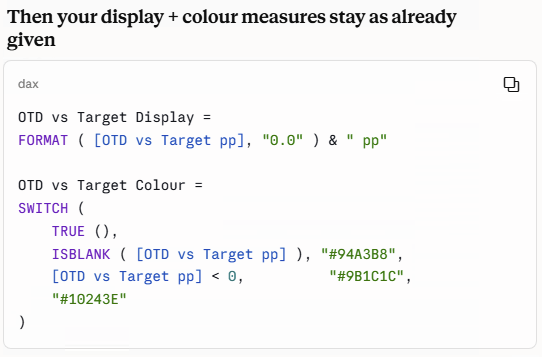 Then your display + colour measures stay as already
given
dax
OTD vs Target Display =
FORMAT ( [OTD vs Target pp], "0.0" ) & " pp"
OTD vs Target Colour =
SWITCH (
    TRUE (),
    ISBLANK ( [OTD vs Target pp] ), "#94A3B8",
    [OTD vs Target pp] < 0,          "#9B1C1C",
    "#10243E"
)